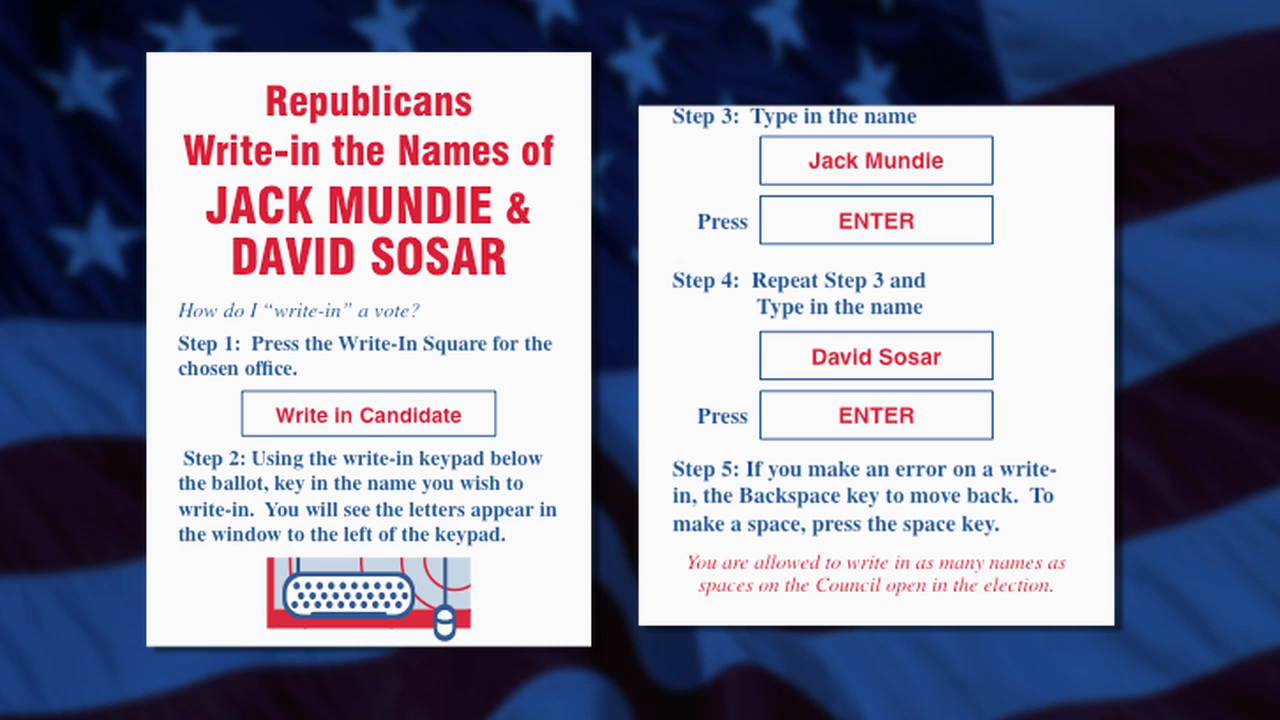 Republicans
Write-in the Names of
JACK MUNDIE &
DAVID SOSAR
How do I “write-in” a vote?
Step 1:  Press the Write-In Square for the
chosen office.
Write in Candidate
Step 2: Using the write-in keypad below
the ballot, key in the name you wish to
write-in.  You will see the letters appear in
the window to the left of the keypad.
Step 3:  Type in the name
Jack Mundie
Press ENTER
Step 4:  Repeat Step 3 and
Type in the name
David Sosar
Press ENTER
Step 5: If you make an error on a write-
in, the Backspace key to move back.  To
make a space, press the space key.
You are allowed to write in as many names as
spaces on the Council open in the election.